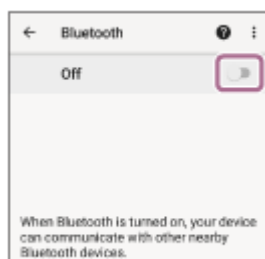 Bluetooth
Off
When Bluetooth is turned on, your device
can communicate with other nearby
Bluetooth devices.